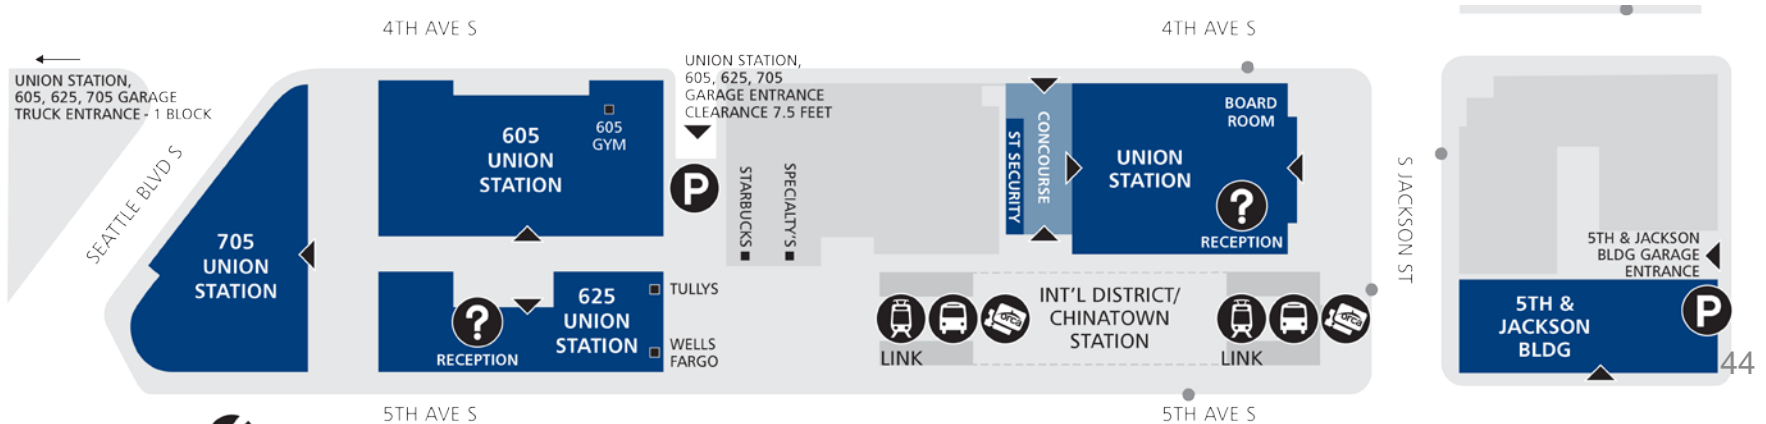 4TH AVE S
4TH AVE S
UNION STATION,
605, 625, 705 GARAGE
TRUCK ENTRANCE - 1 BLOCK
UNION STATION,
605, 625, 705
GARAGE ENTRANCE
CLEARANCE 7.5 FEET
SEATTLE BLVD S
705
UNION
STATION
605
UNION
STATION
605
GYM
P
STARBUCKS
SPECIALTY'S
ST SECURITY
CONCOURSE
UNION
STATION
BOARD
ROOM
?
RECEPTION
S JACKSON ST
5TH & JACKSON
BLDG GARAGE
ENTRANCE
?
RECEPTION
625
UNION
STATION
TULLYS
WELLS
FARGO
orca
LINK
INT'L DISTRICT/
CHINATOWN
STATION
orca
LINK
5TH &
JACKSON
BLDG
P
44
5TH AVE S
5TH AVE S